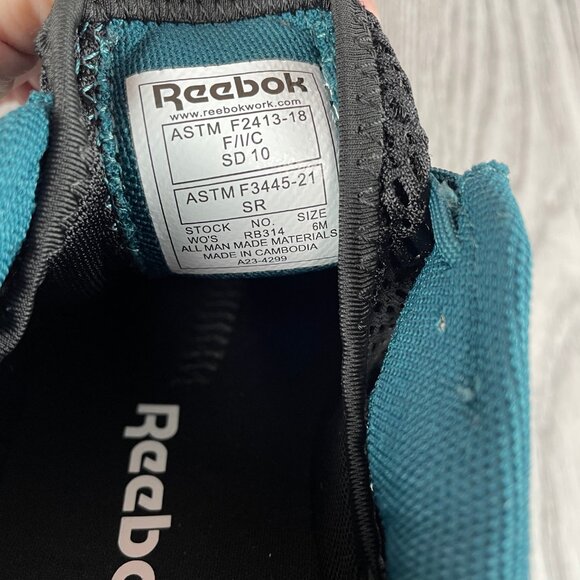 Reebok
www.reebokwork.com
ASTM F2413-18
F/I/C
SD 10
ASTM F3445-21
SR
STOCK NO. SIZE
WO'S RB314 6M
ALL MAN MADE MATERIALS
MADE IN CAMBODIA
A23-4299
Reebok